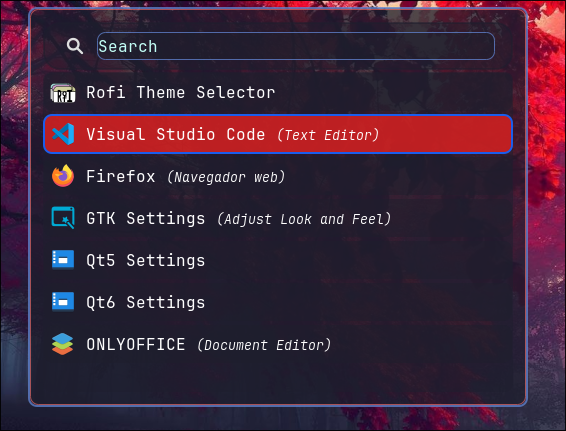 Search
Rofi Theme Selector
Visual Studio Code (Text Editor)
Firefox (Navegador web)
GTK Settings (Adjust Look and Feel)
Qt5 Settings
Qt6 Settings
ONLYOFFICE (Document Editor)